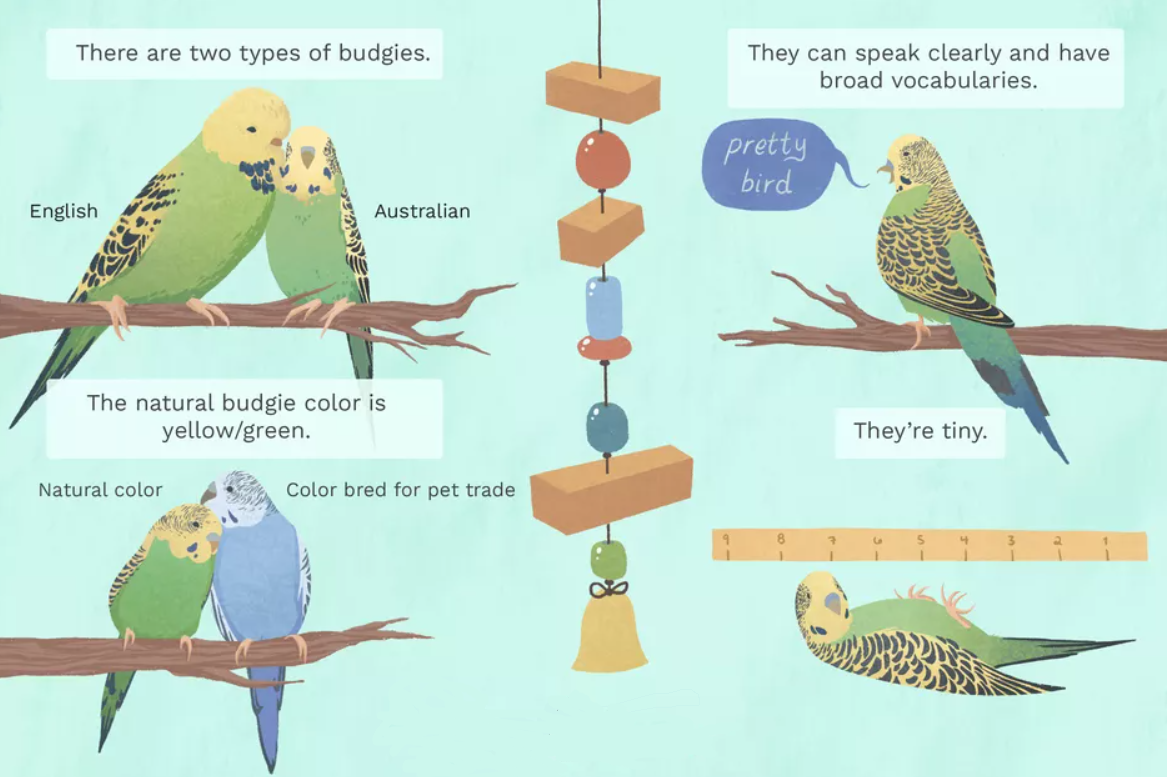 There are two types of budgies.
English
Australian
The natural budgie color is
yellow/green.
Natural color
Color bred for pet trade
They can speak clearly and have
broad vocabularies.
pretty
bird
They’re tiny.
9 8 7 6 5 4 3 2 1